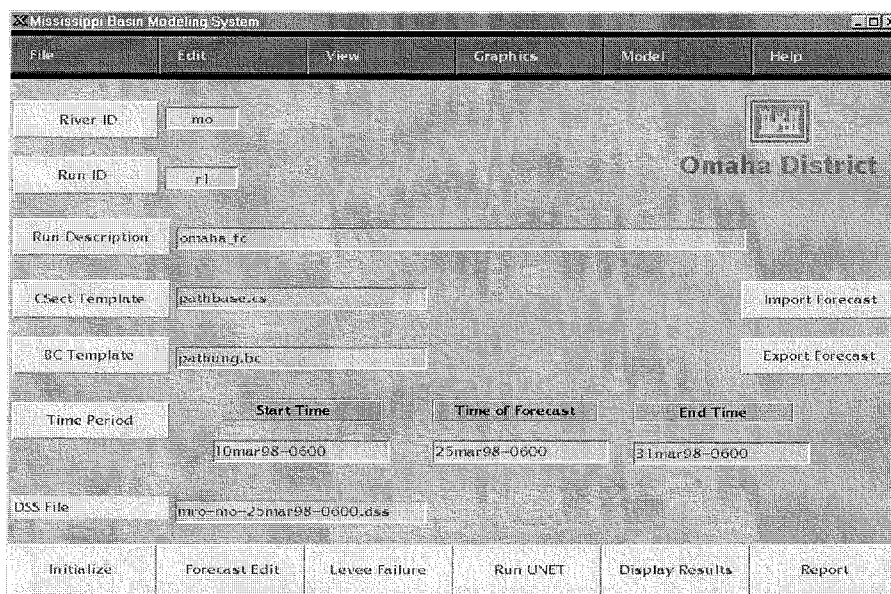 Mississippi Basin Modeling System
File Edit View Graphics Model Help
River ID mo
Run ID r1
Omaha District
Run Description omaha_fc
CSect Template pathbase.cs
Import Forecast
BC Template pathung.bc
Export Forecast
Time Period Start Time Time of Forecast End Time
10mar98-0600 25mar98-0600 31mar98-0600
DSS File mro-mo-25mar98-0600.dss
Initialize Forecast Edit Levee Failure Run UNET Display Results Report